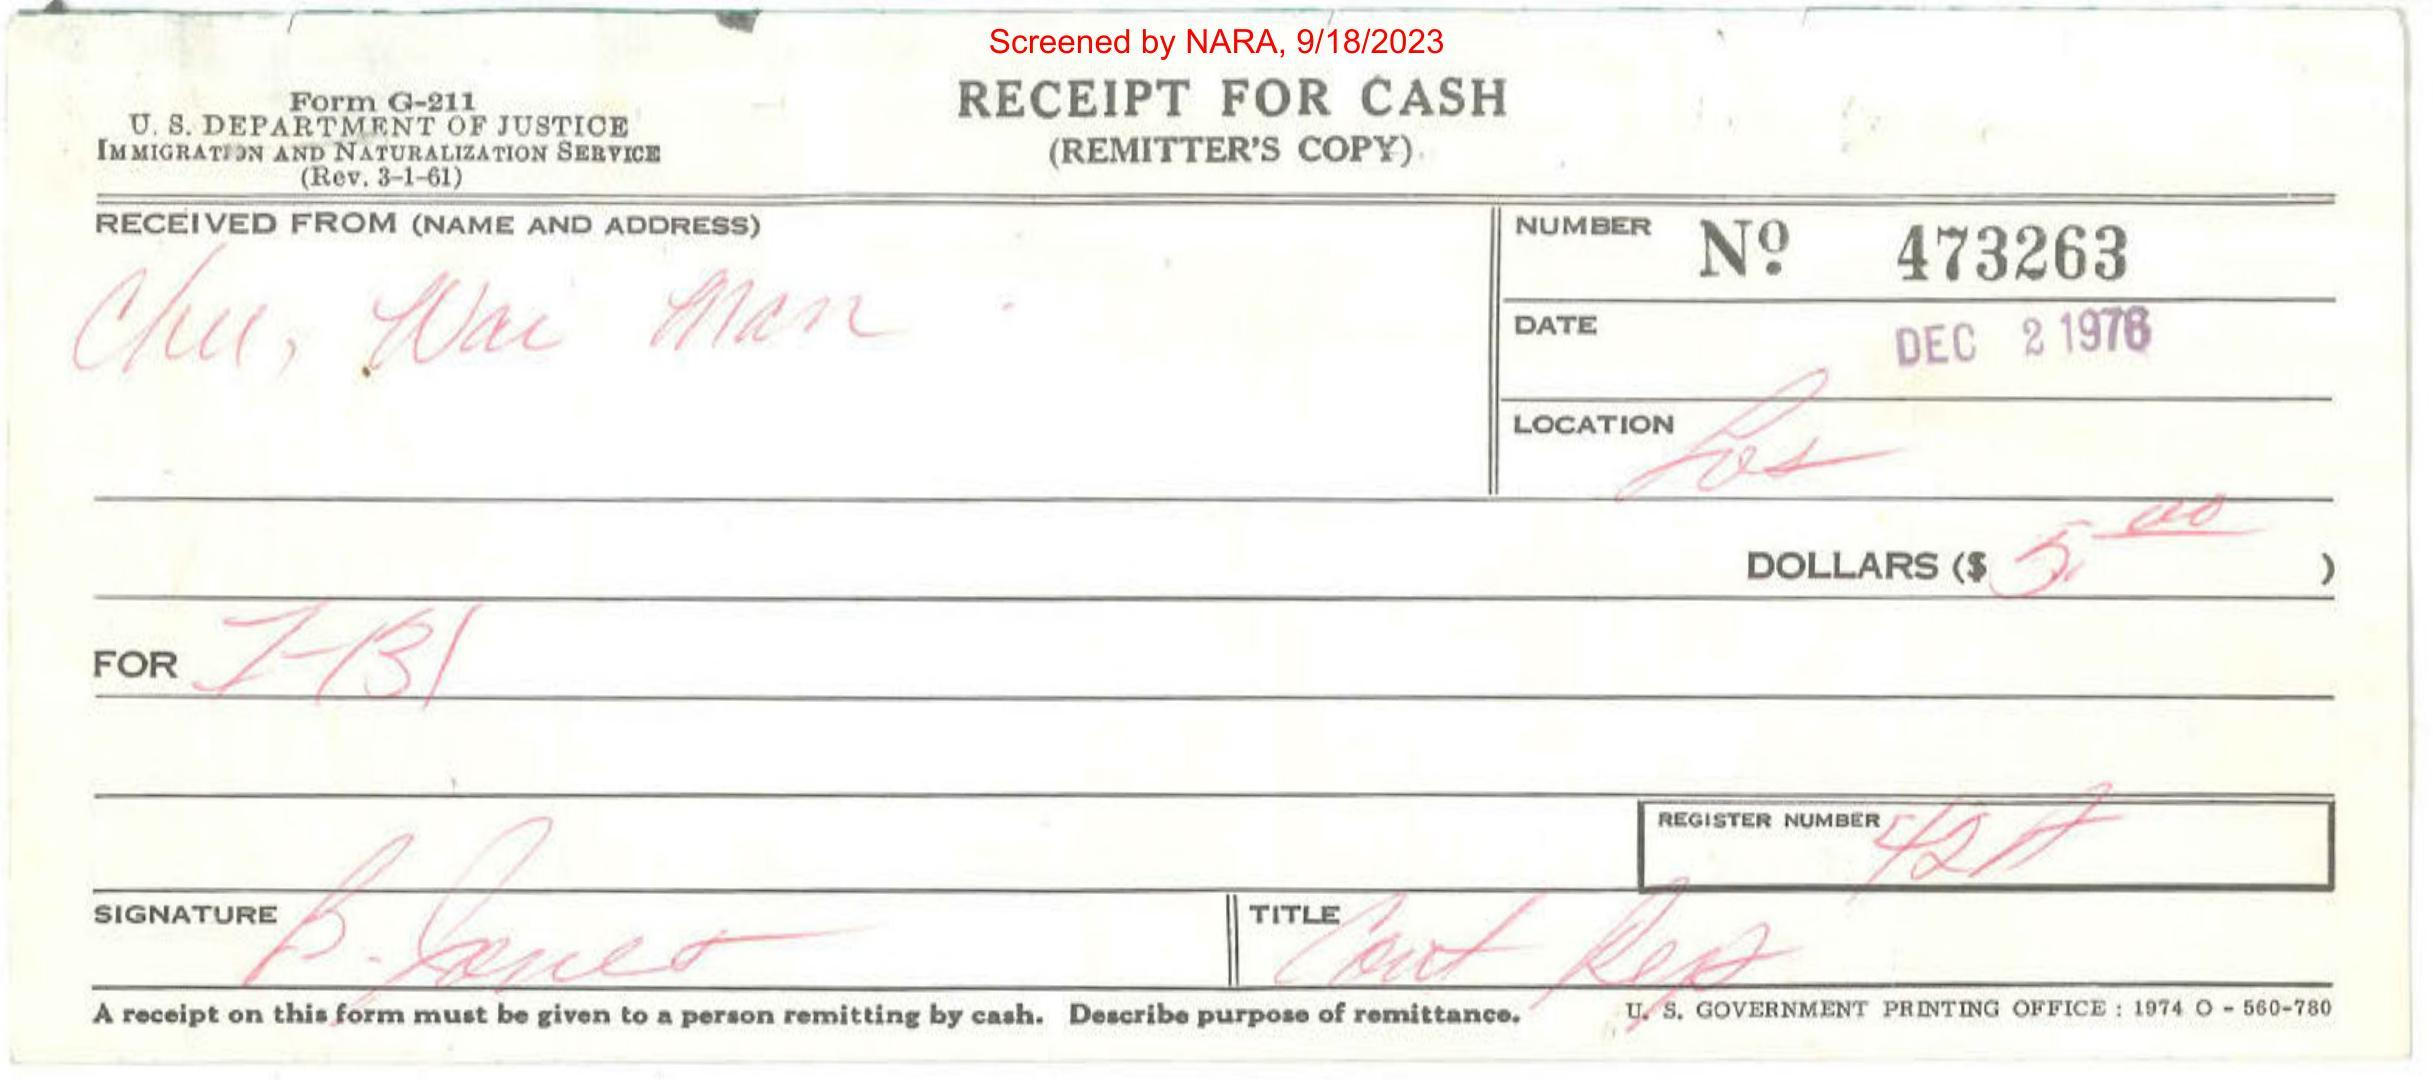 Screened by NARA, 9/18/2023
Form G-211
U. S. DEPARTMENT OF JUSTICE
IMMIGRATION AND NATURALIZATION SERVICE
(Rev. 3-1-61)
RECEIPT FOR CASH
(REMITTER'S COPY)
RECEIVED FROM (NAME AND ADDRESS)
Chu, Wai Man
NUMBER Nº 473263
DATE DEC 2 1976
LOCATION Los
DOLLARS ($ 5.00 )
FOR I-131
REGISTER NUMBER
SIGNATURE B. Jones
TITLE Cont Rep
A receipt on this form must be given to a person remitting by cash. Describe purpose of remittance.
U. S. GOVERNMENT PRINTING OFFICE : 1974 O - 560-780